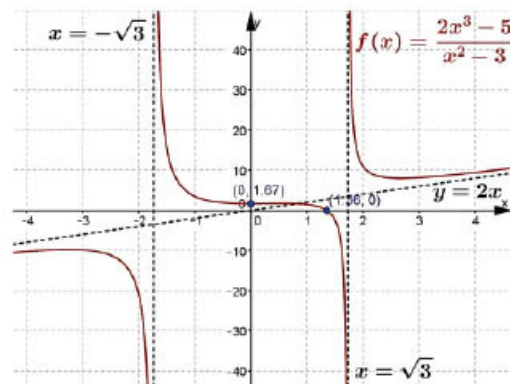 x = −√3
y
f(x) = (2x³ − 5)/(x² − 3)
40
30
20
10
(0, 1.67)
(1.36, 0)
y = 2x
x
-4 -3 -2 -1 0 1 2 3 4
0
-10
-20
-30
-40
x = √3